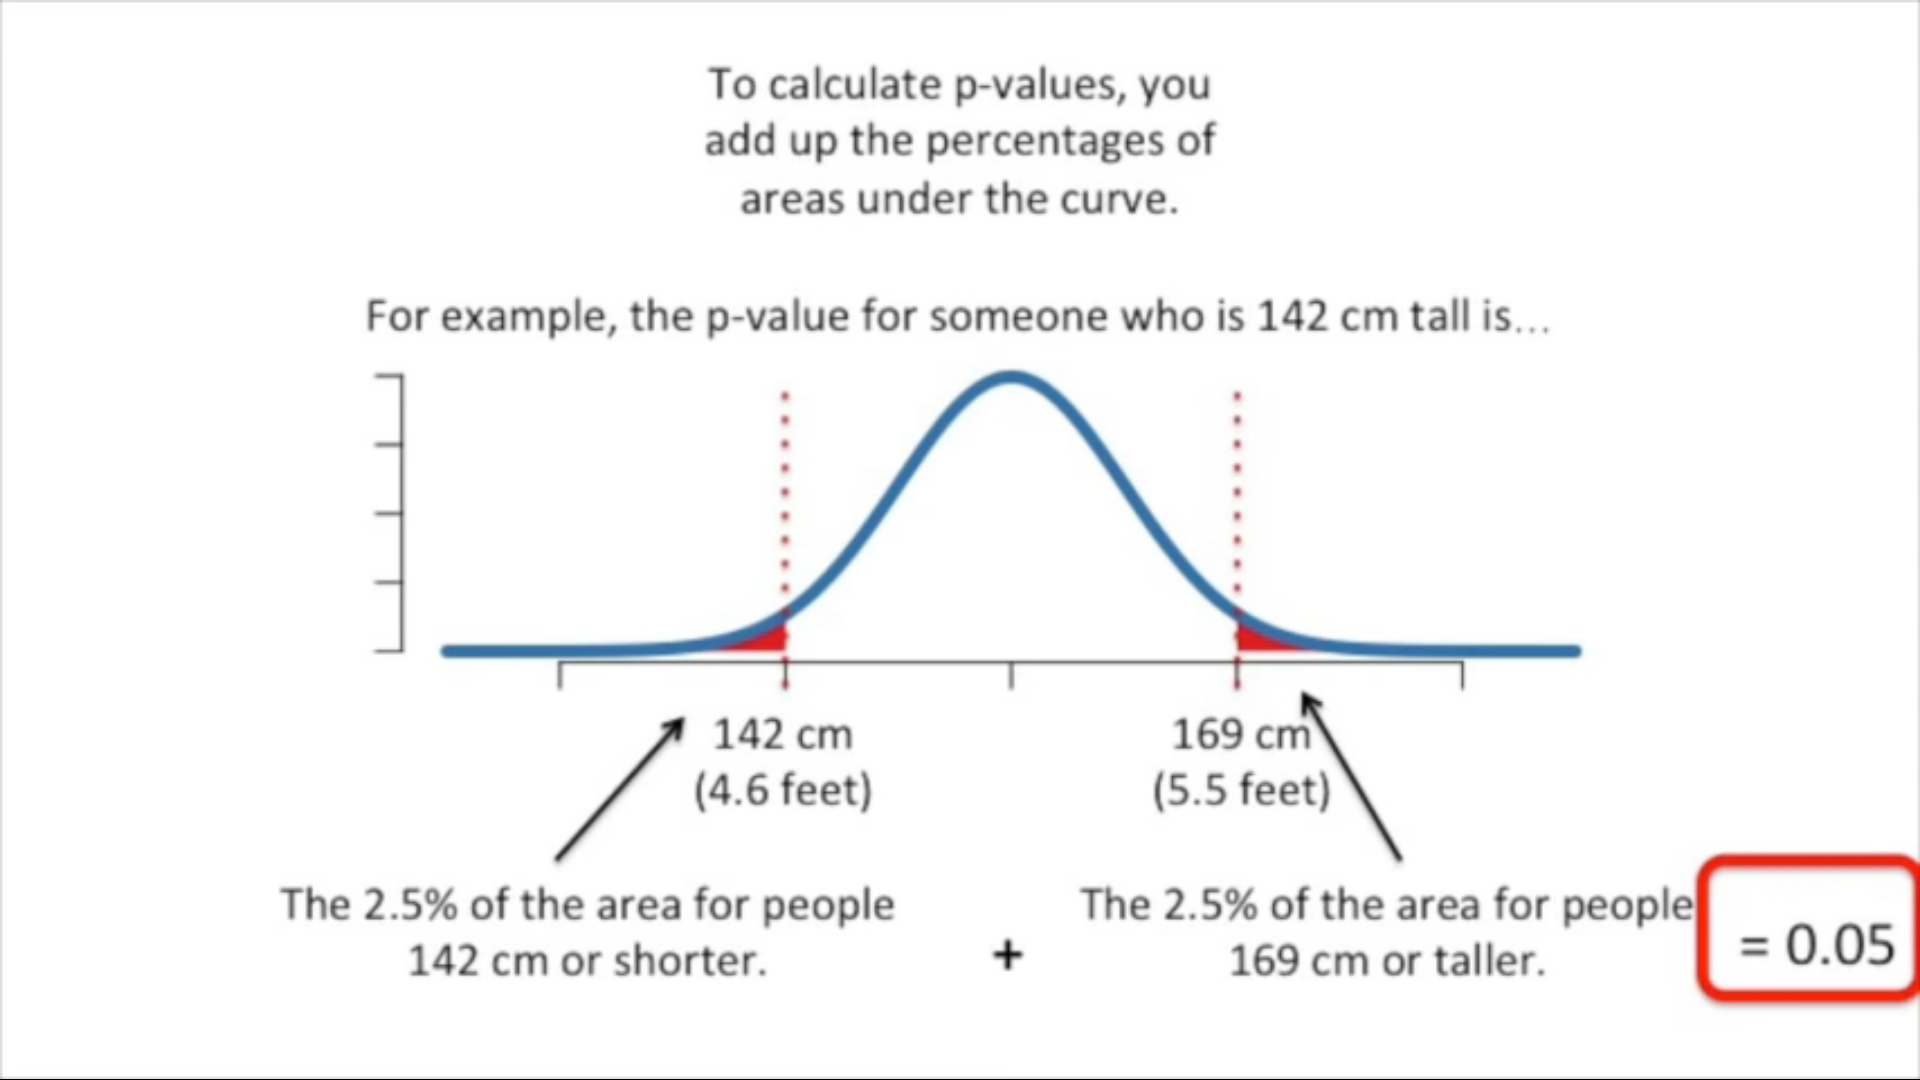 To calculate p-values, you
add up the percentages of
areas under the curve.
For example, the p-value for someone who is 142 cm tall is...
142 cm
(4.6 feet)
169 cm
(5.5 feet)
The 2.5% of the area for people
142 cm or shorter.
+
The 2.5% of the area for people
169 cm or taller.
= 0.05